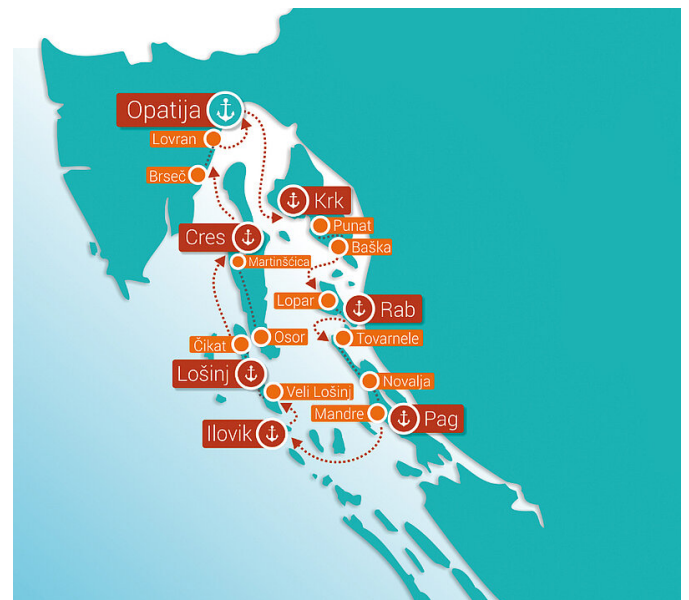 Opatija
Lovran
Brseč
Krk
Punat
Cres
Baška
Martinšćica
Lopar
Rab
Osor
Tovarnele
Čikat
Lošinj
Novalja
Veli Lošinj
Mandre
Pag
Ilovik